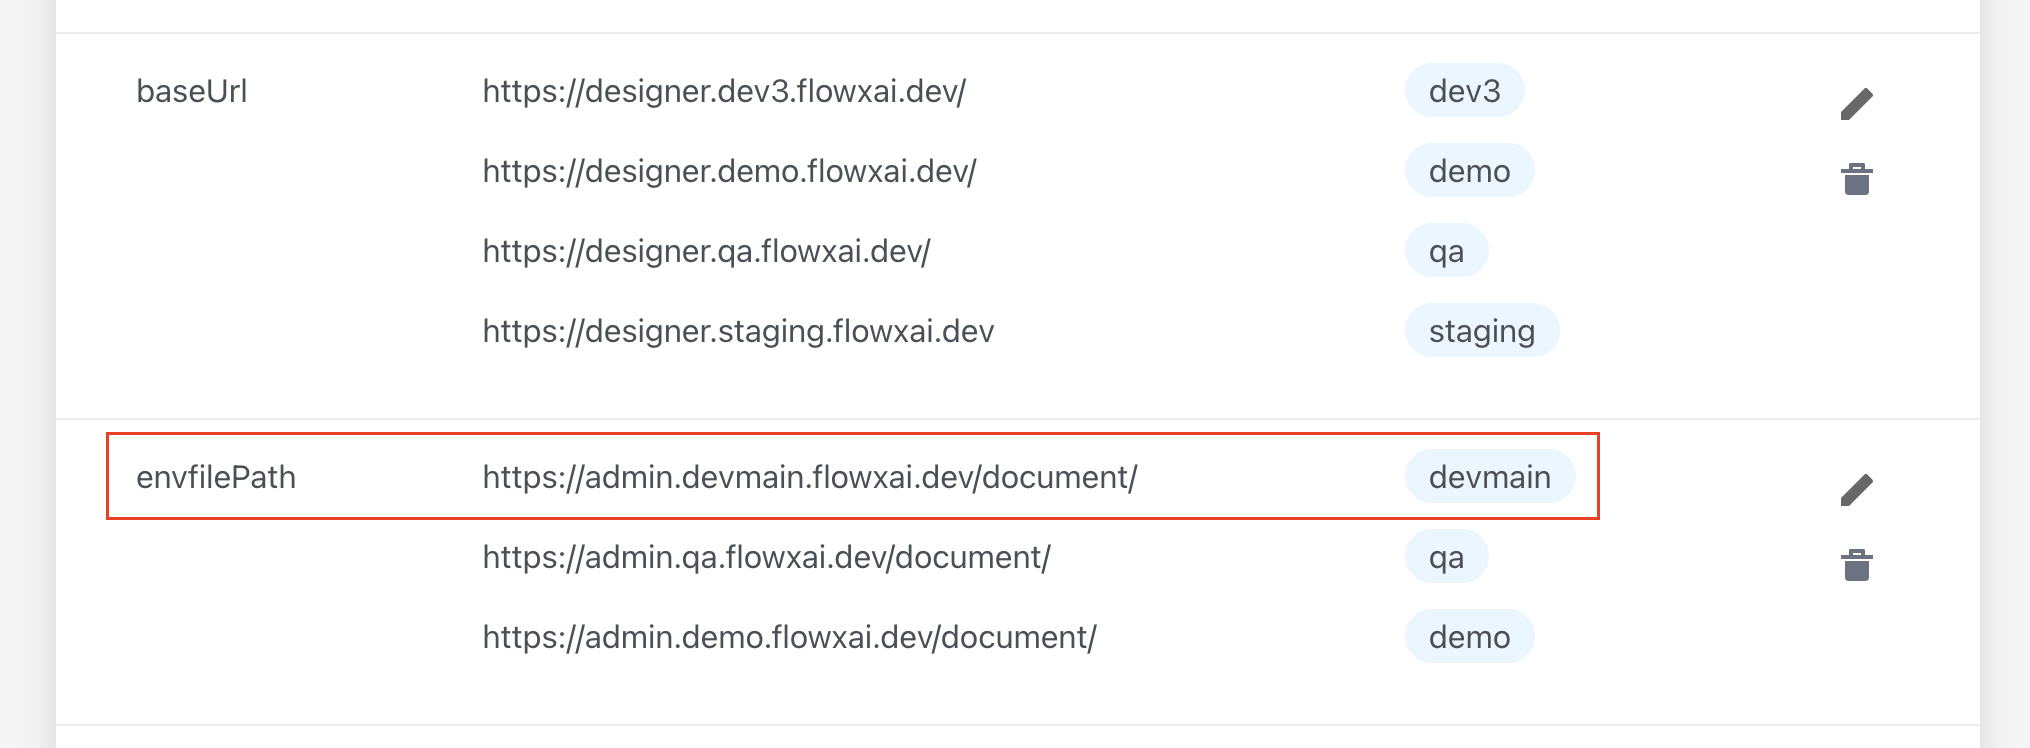 baseUrl https://designer.dev3.flowxai.dev/ dev3
https://designer.demo.flowxai.dev/ demo
https://designer.qa.flowxai.dev/ qa
https://designer.staging.flowxai.dev staging
envfilePath https://admin.devmain.flowxai.dev/document/ devmain
https://admin.qa.flowxai.dev/document/ qa
https://admin.demo.flowxai.dev/document/ demo